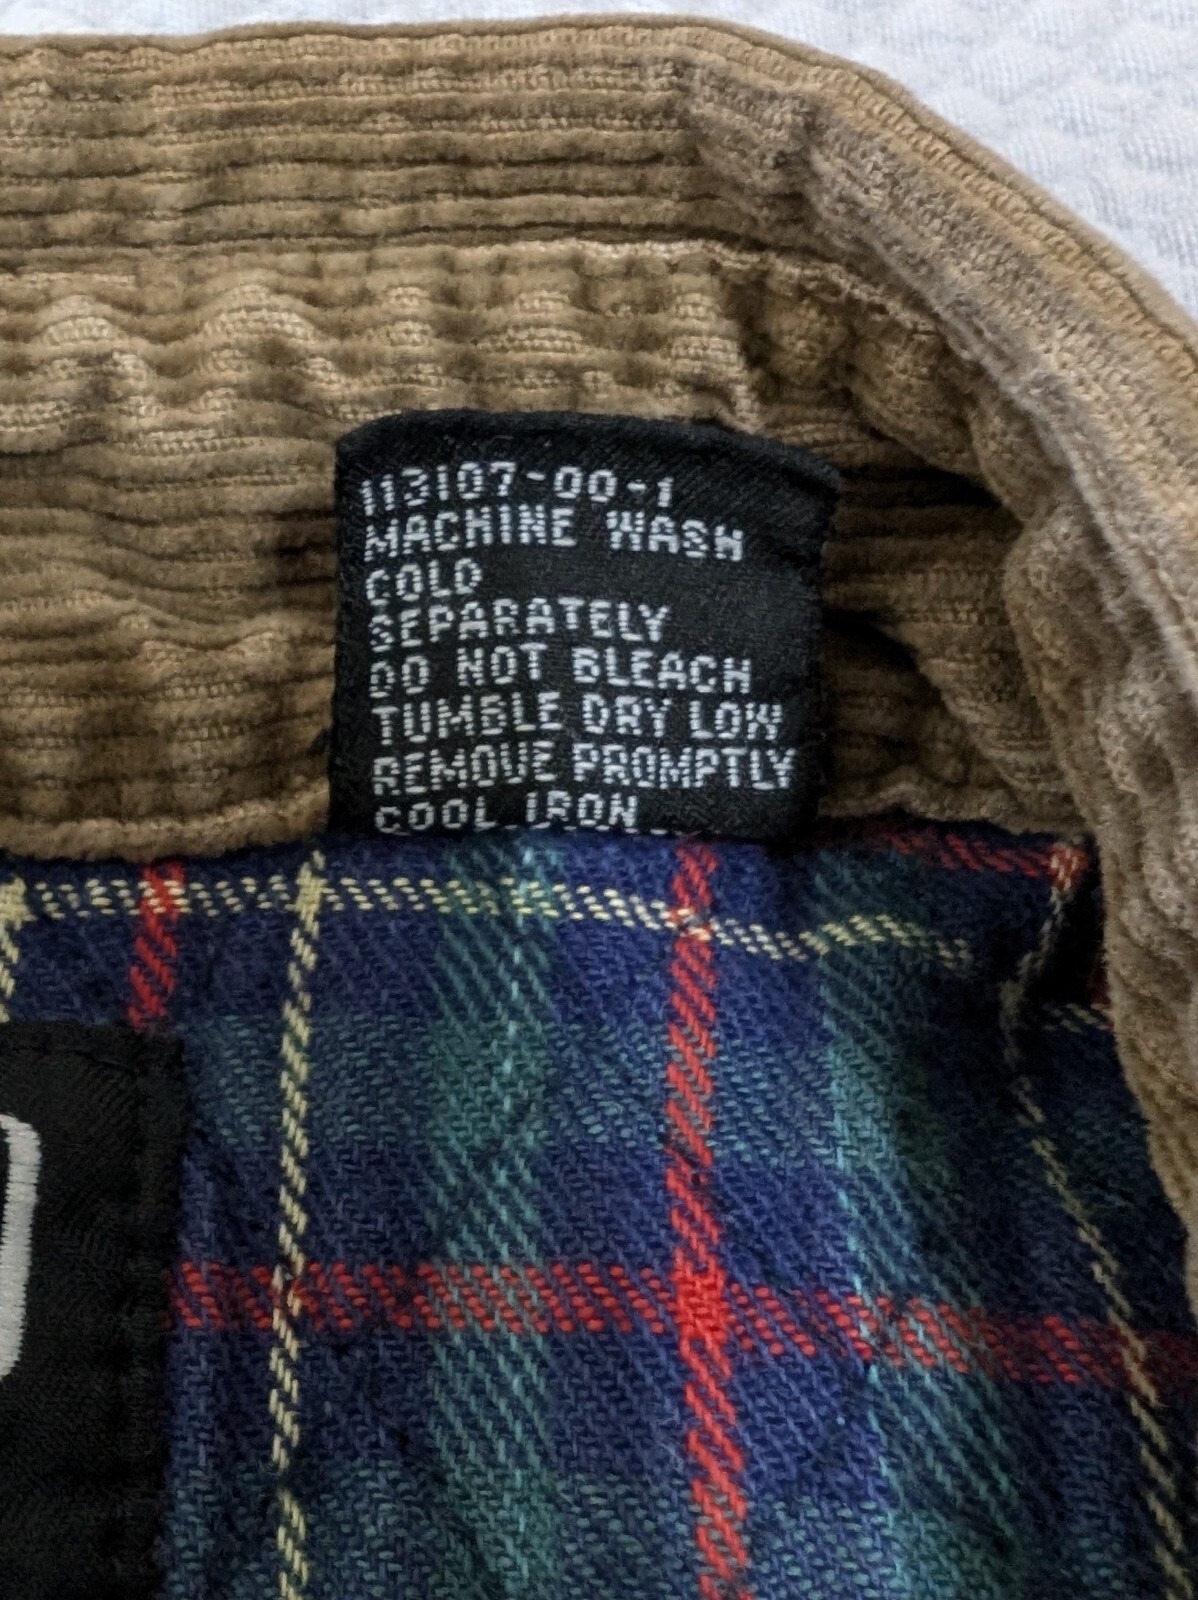 113107-00-1
MACHINE WASH
COLD
SEPARATELY
DO NOT BLEACH
TUMBLE DRY LOW
REMOVE PROMPTLY
COOL IRON